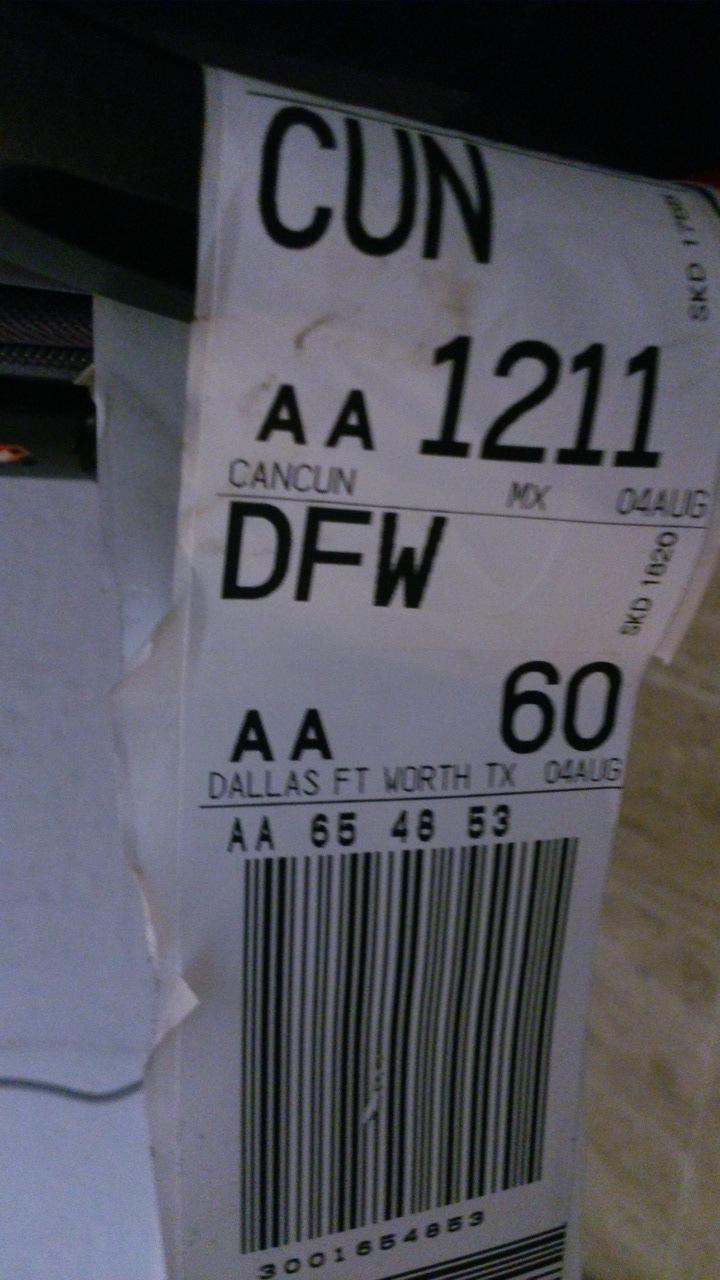 CUN
AA 1211
CANCUN MX 04AUG
DFW
SKD 1820
AA 60
DALLAS FT WORTH TX 04AUG
AA 65 48 53
3001654853